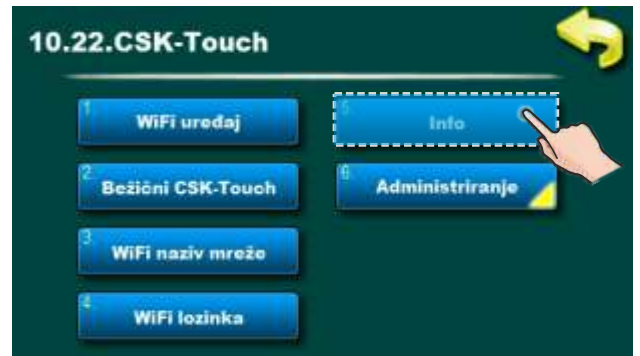 10.22.CSK-Touch
1
WiFi uređaj
2
Bežični CSK-Touch
3
WiFi naziv mreže
4
WiFi lozinka
5
Info
6
Administriranje